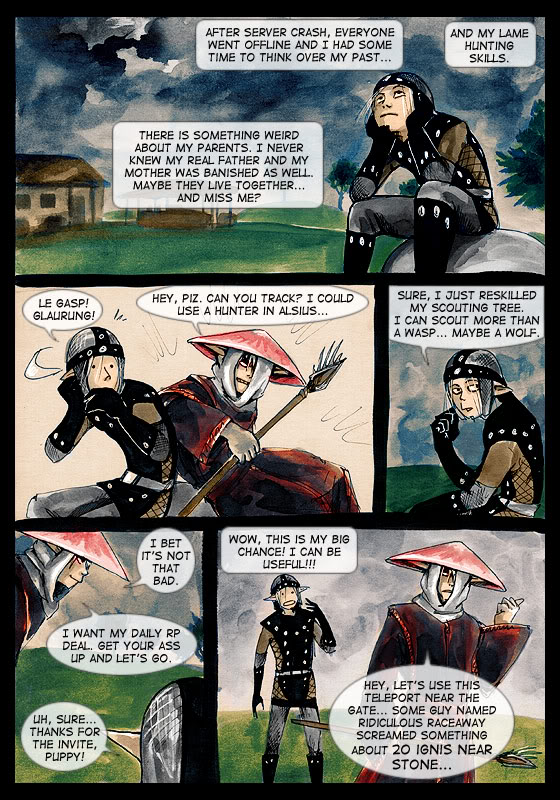 AFTER SERVER CRASH, EVERYONE
WENT OFFLINE AND I HAD SOME
TIME TO THINK OVER MY PAST...
AND MY LAME
HUNTING
SKILLS.
THERE IS SOMETHING WEIRD
ABOUT MY PARENTS. I NEVER
KNEW MY REAL FATHER AND MY
MOTHER WAS BANISHED AS WELL.
MAYBE THEY LIVE TOGETHER...
AND MISS ME?
LE GASP!
GLAURUNG!
HEY, PIZ. CAN YOU TRACK? I COULD
USE A HUNTER IN ALSIUS...
SURE, I JUST RESKILLED
MY SCOUTING TREE.
I CAN SCOUT MORE THAN
A WASP... MAYBE A WOLF.
I BET
IT'S NOT
THAT
BAD.
I WANT MY DAILY RP
DEAL. GET YOUR ASS
UP AND LET'S GO.
UH, SURE...
THANKS FOR
THE INVITE,
PUPPY!
WOW, THIS IS MY BIG
CHANCE! I CAN BE
USEFUL!!!
HEY, LET'S USE THIS
TELEPORT NEAR THE
GATE... SOME GUY NAMED
RIDICULOUS RACEAWAY
SCREAMED SOMETHING
ABOUT 20 IGNIS NEAR
STONE...